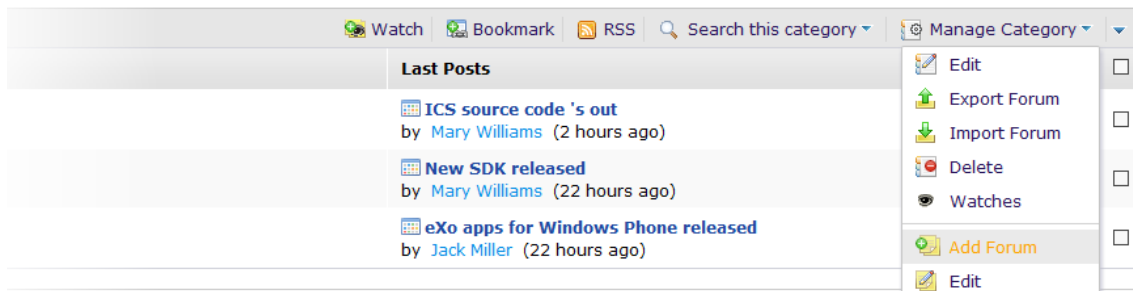 Watch Bookmark RSS Search this category Manage Category
Last Posts
ICS source code 's out
by Mary Williams (2 hours ago)
New SDK released
by Mary Williams (22 hours ago)
eXo apps for Windows Phone released
by Jack Miller (22 hours ago)
Edit
Export Forum
Import Forum
Delete
Watches
Add Forum
Edit